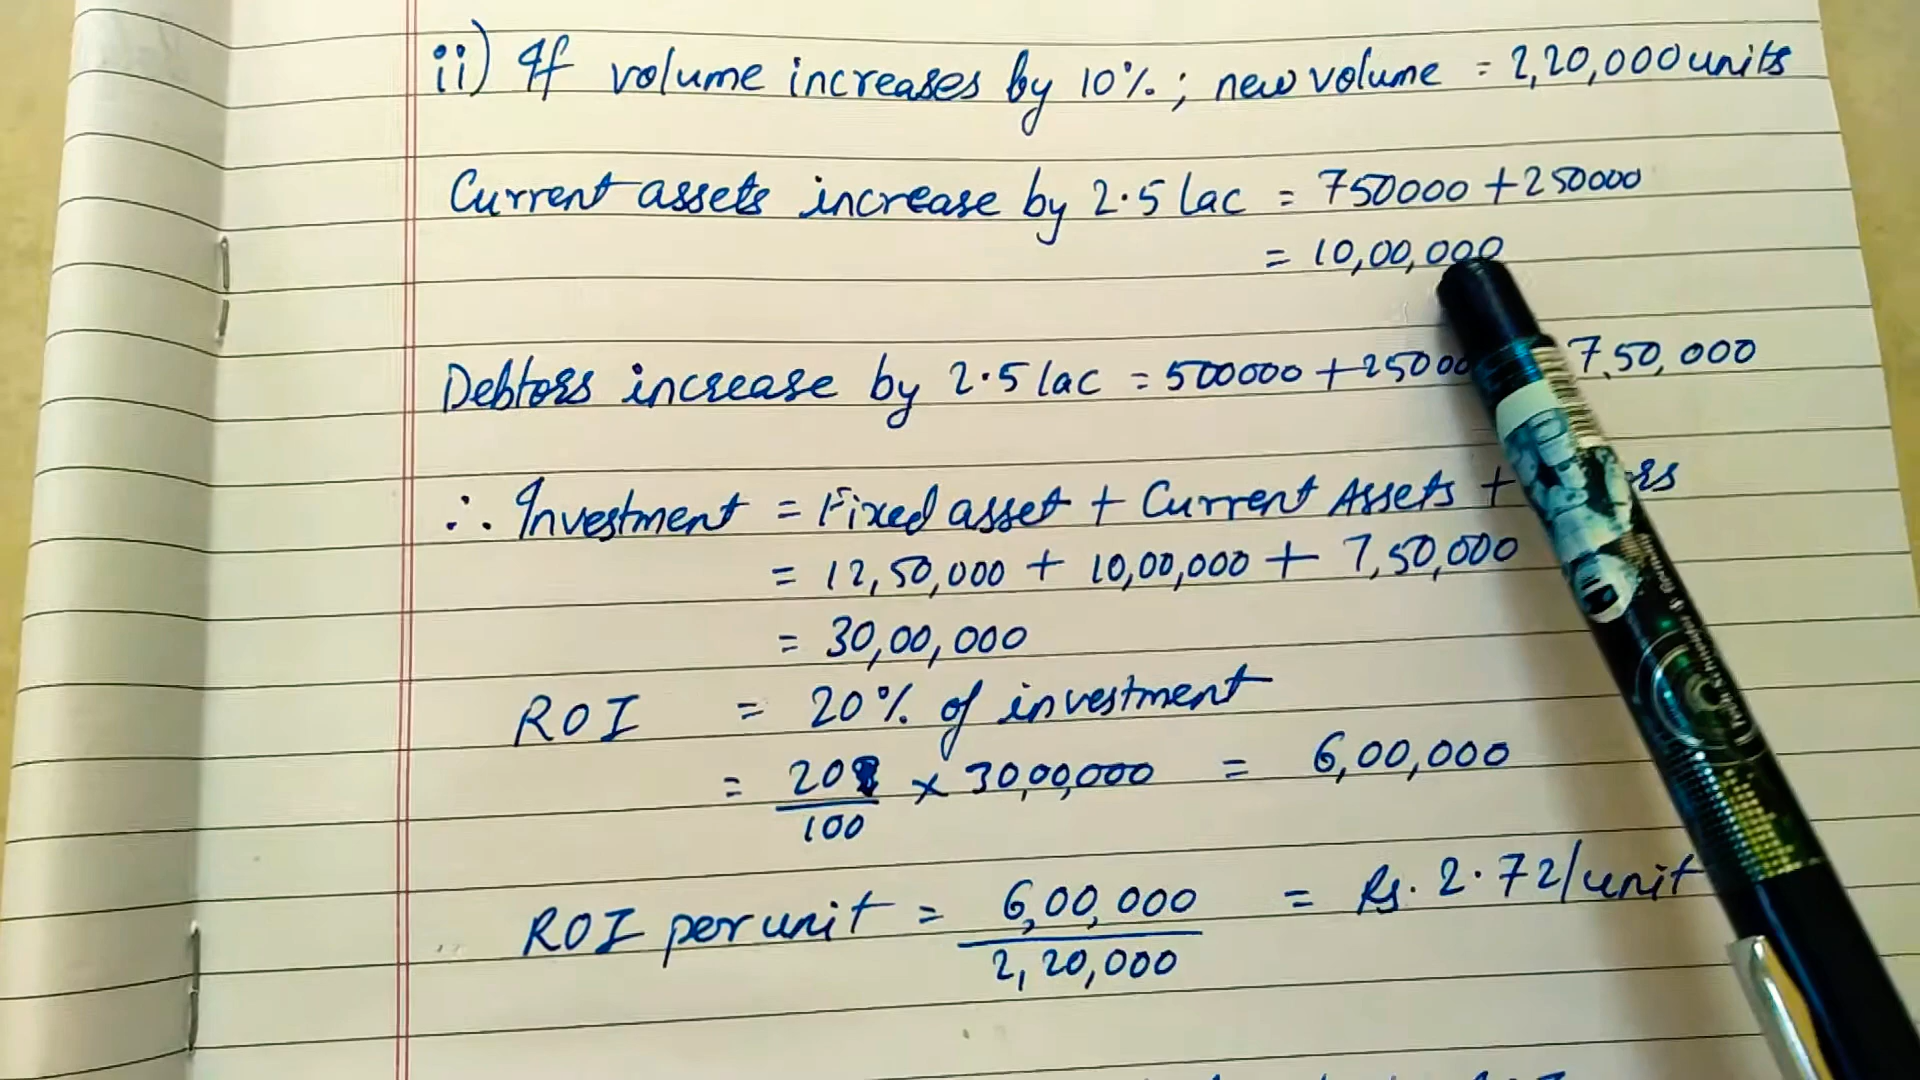 ii) If volume increases by 10%; new volume = 2,20,000 units
Current assets increase by 2.5 lac = 750000 + 250000
= 10,00,000
Debtors increase by 2.5 lac = 500000 + 25000 7,50,000
∴ Investment = Fixed asset + Current Assets +
= 12,50,000 + 10,00,000 + 7,50,000
= 30,00,000
ROI = 20% of investment
= 20/100 × 30,00,000 = 6,00,000
ROI per unit = 6,00,000/2,20,000 = Rs. 2.72/unit